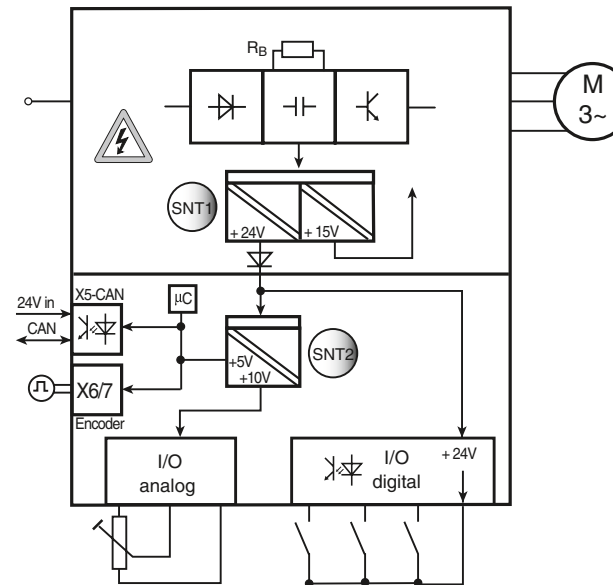 RB
M
3~
SNT1
+ 24V
+ 15V
X5-CAN
24V in
CAN
µC
+5V
+10V
SNT2
X6/7
Encoder
I/O
analog
I/O
digital
+ 24V